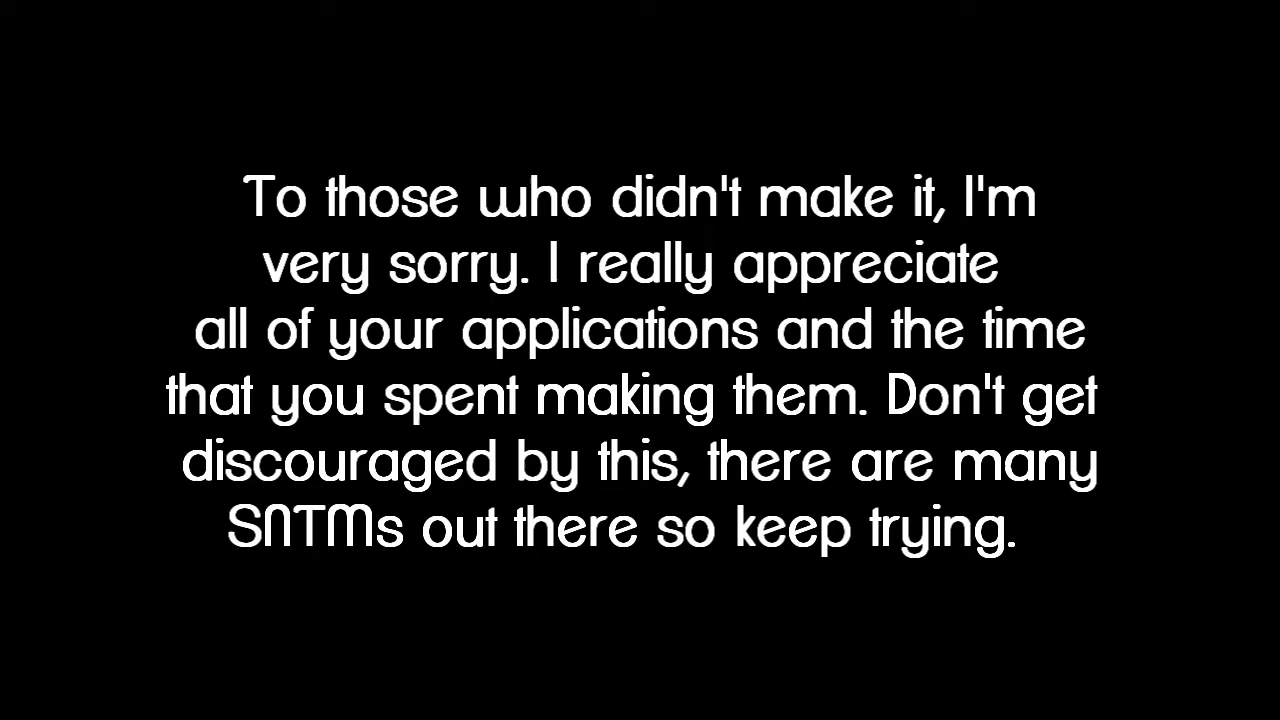 To those who didn't make it, I'm
very sorry. I really appreciate
all of your applications and the time
that you spent making them. Don't get
discouraged by this, there are many
SNTMs out there so keep trying.